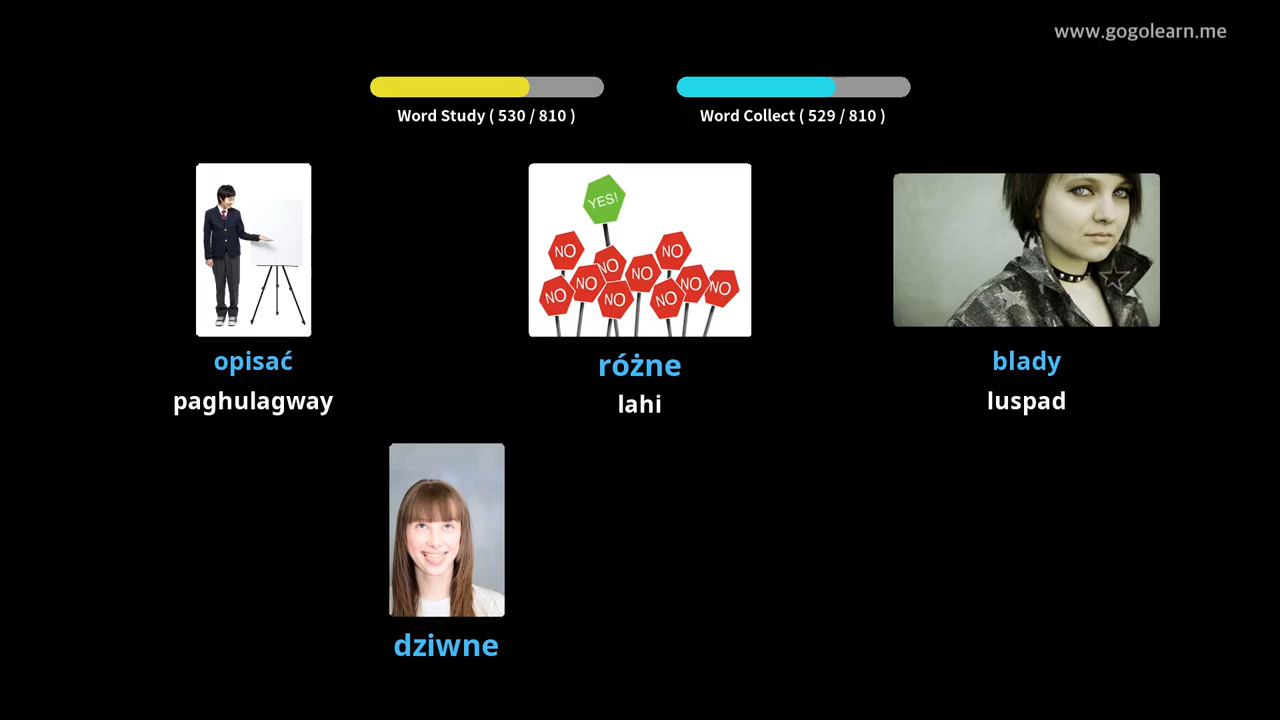 www.gogolearn.me
Word Study ( 530 / 810 )
Word Collect ( 529 / 810 )
YES!
NO
NO
NO
NO
NO
NO
NO
NO
NO
NO
opisać
różne
blady
paghulagway
lahi
luspad
dziwne